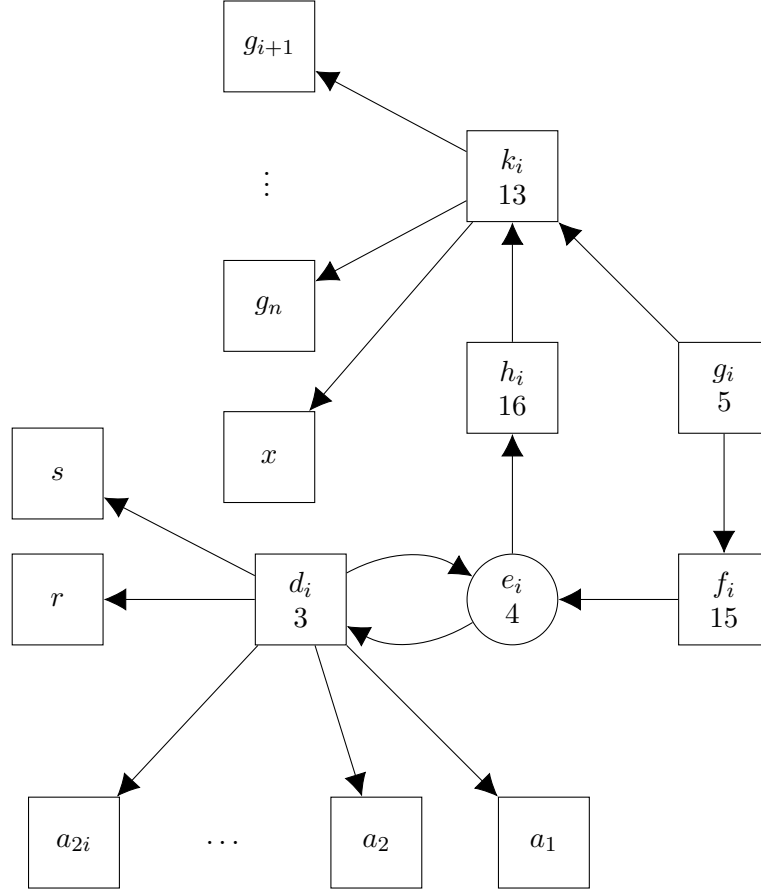 g_{i+1}
k_i
13
⋮
g_n
h_i
16
g_i
5
x
s
r
d_i
3
e_i
4
f_i
15
a_{2i}
⋯
a_2
a_1